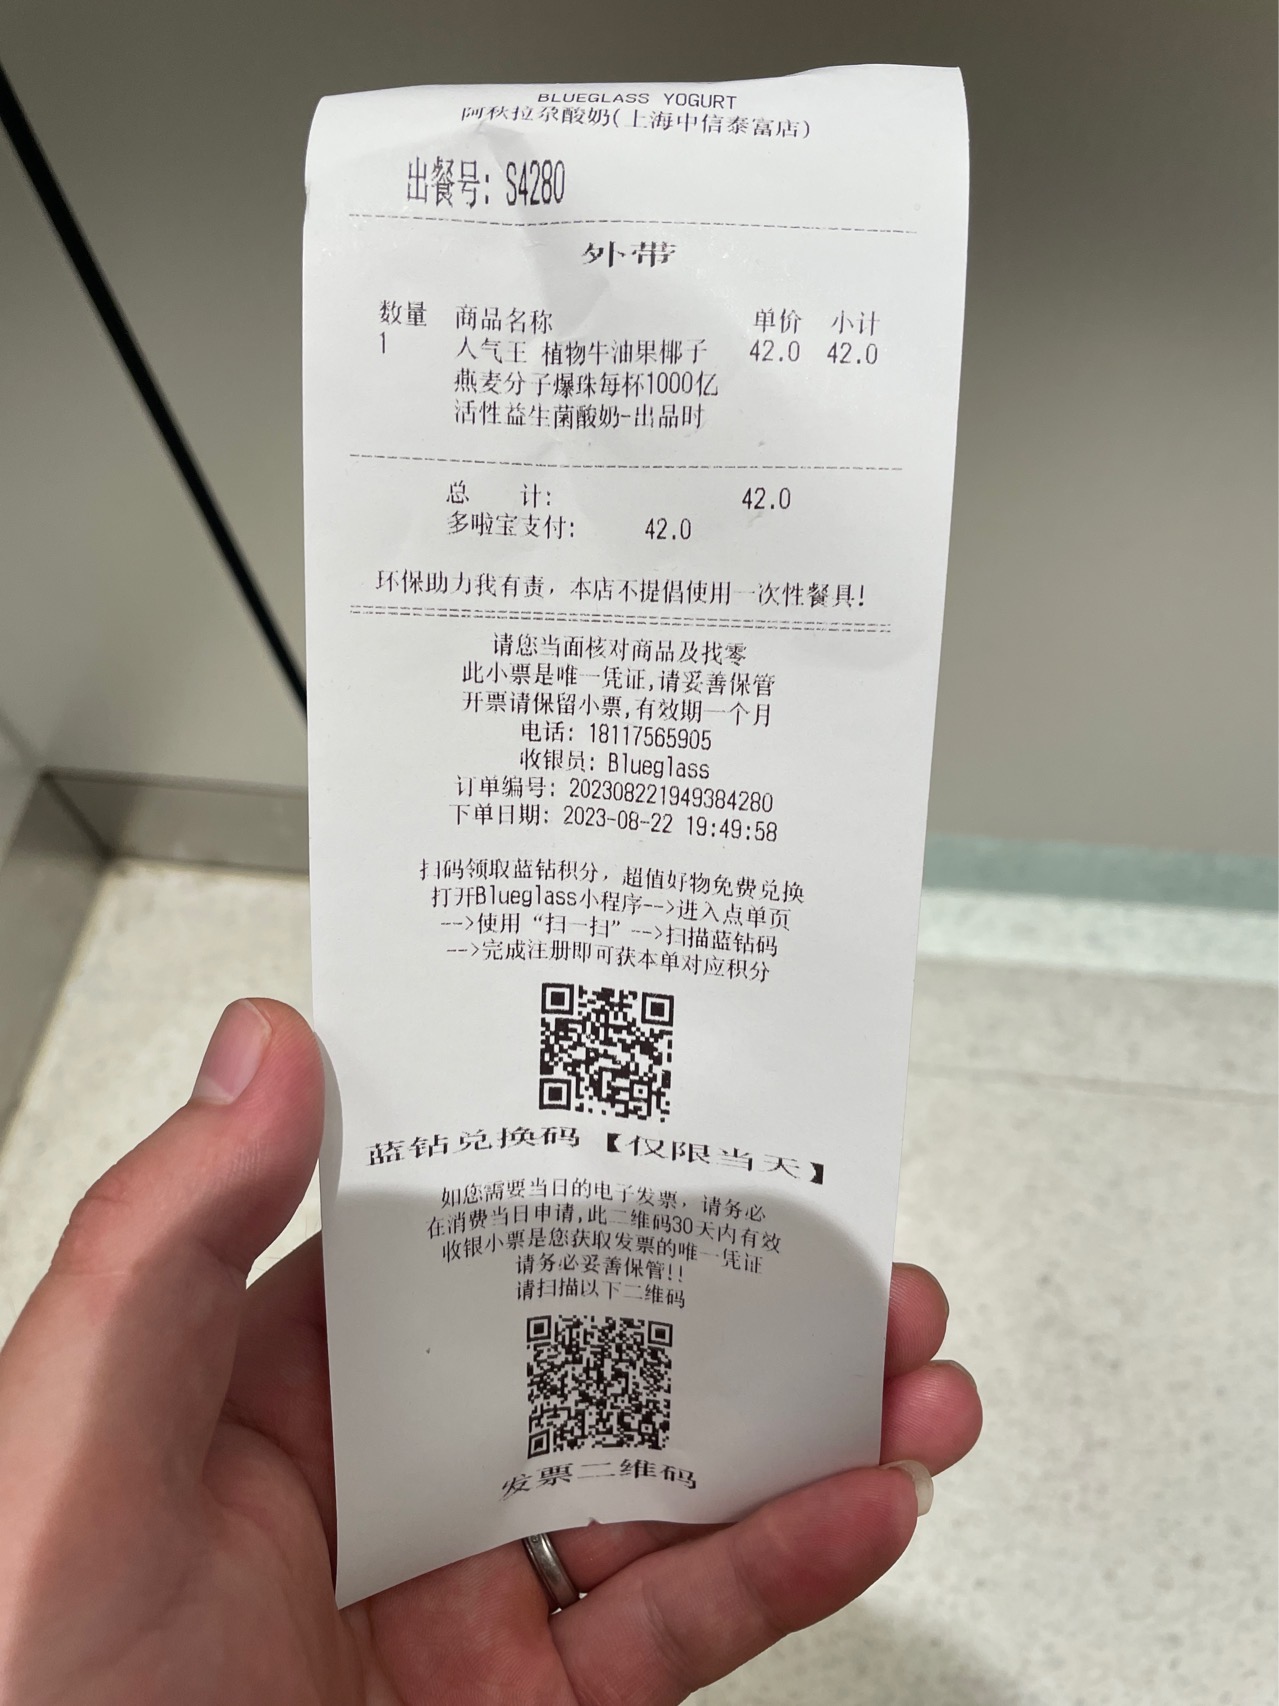 BLUEGLASS YOGURT
阿秋拉尕酸奶(上海中信泰富店)
出餐号: S4280
外带
数量 商品名称 单价 小计
1 人气王 植物牛油果椰子 42.0 42.0
燕麦分子爆珠每杯1000亿
活性益生菌酸奶-出品时
总 计: 42.0
多啦宝支付: 42.0
环保助力我有责，本店不提倡使用一次性餐具!
请您当面核对商品及找零
此小票是唯一凭证,请妥善保管
开票请保留小票,有效期一个月
电话: 18117565905
收银员: Blueglass
订单编号: 202308221949384280
下单日期: 2023-08-22 19:49:58
扫码领取蓝钻积分，超值好物免费兑换
打开Blueglass小程序-->进入点单页
-->使用“扫一扫”-->扫描蓝钻码
-->完成注册即可获本单对应积分
蓝钻兑换码【仅限当天】
如您需要当日的电子发票，请务必
在消费当日申请,此二维码30天内有效
收银小票是您获取发票的唯一凭证
请务必妥善保管!!
请扫描以下二维码
发票二维码